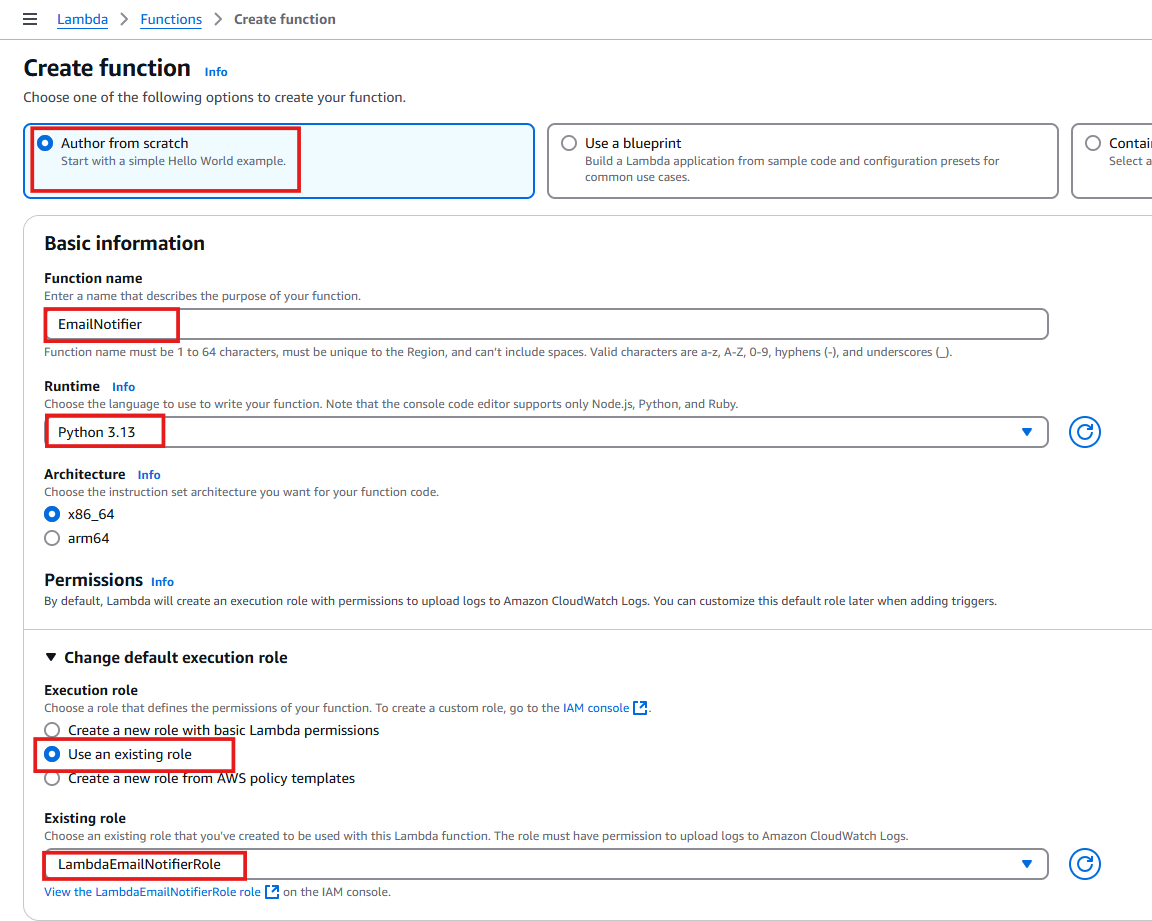 Lambda > Functions > Create function
Create function Info
Choose one of the following options to create your function.
Author from scratch
Start with a simple Hello World example.
Use a blueprint
Build a Lambda application from sample code and configuration presets for
common use cases.
Select a
Basic information
Function name
Enter a name that describes the purpose of your function.
EmailNotifier
Function name must be 1 to 64 characters, must be unique to the Region, and can't include spaces. Valid characters are a-z, A-Z, 0-9, hyphens (-), and underscores (_).
Runtime Info
Choose the language to use to write your function. Note that the console code editor supports only Node.js, Python, and Ruby.
Python 3.13
Architecture Info
Choose the instruction set architecture you want for your function code.
x86_64
arm64
Permissions Info
By default, Lambda will create an execution role with permissions to upload logs to Amazon CloudWatch Logs. You can customize this default role later when adding triggers.
Change default execution role
Execution role
Choose a role that defines the permissions of your function. To create a custom role, go to the IAM console.
Create a new role with basic Lambda permissions
Use an existing role
Create a new role from AWS policy templates
Existing role
Choose an existing role that you've created to be used with this Lambda function. The role must have permission to upload logs to Amazon CloudWatch Logs.
LambdaEmailNotifierRole
View the LambdaEmailNotifierRole role on the IAM console.